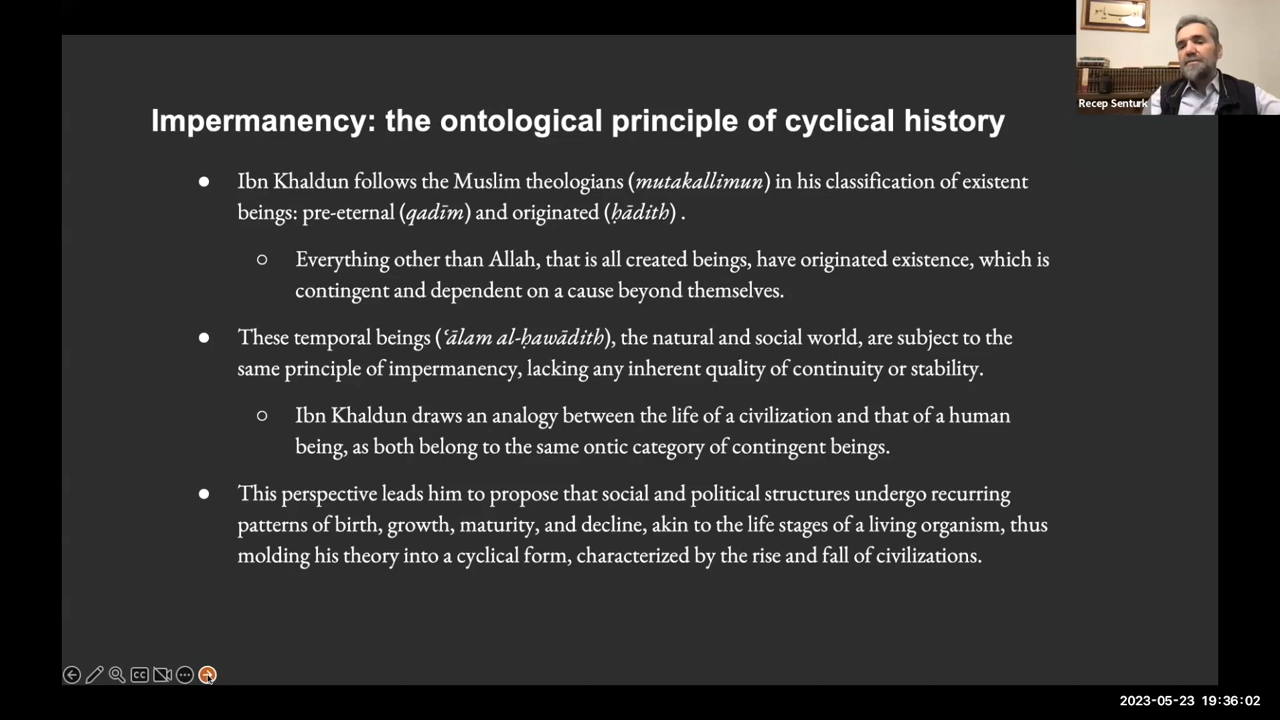 Recep Senturk
Impermanency: the ontological principle of cyclical history
● Ibn Khaldun follows the Muslim theologians (mutakallimun) in his classification of existent
beings: pre-eternal (qadīm) and originated (ḥādith) .
○ Everything other than Allah, that is all created beings, have originated existence, which is
contingent and dependent on a cause beyond themselves.
● These temporal beings (ʿālam al-ḥawādith), the natural and social world, are subject to the
same principle of impermanency, lacking any inherent quality of continuity or stability.
○ Ibn Khaldun draws an analogy between the life of a civilization and that of a human
being, as both belong to the same ontic category of contingent beings.
● This perspective leads him to propose that social and political structures undergo recurring
patterns of birth, growth, maturity, and decline, akin to the life stages of a living organism, thus
molding his theory into a cyclical form, characterized by the rise and fall of civilizations.
CC
2023-05-23 19:36:02